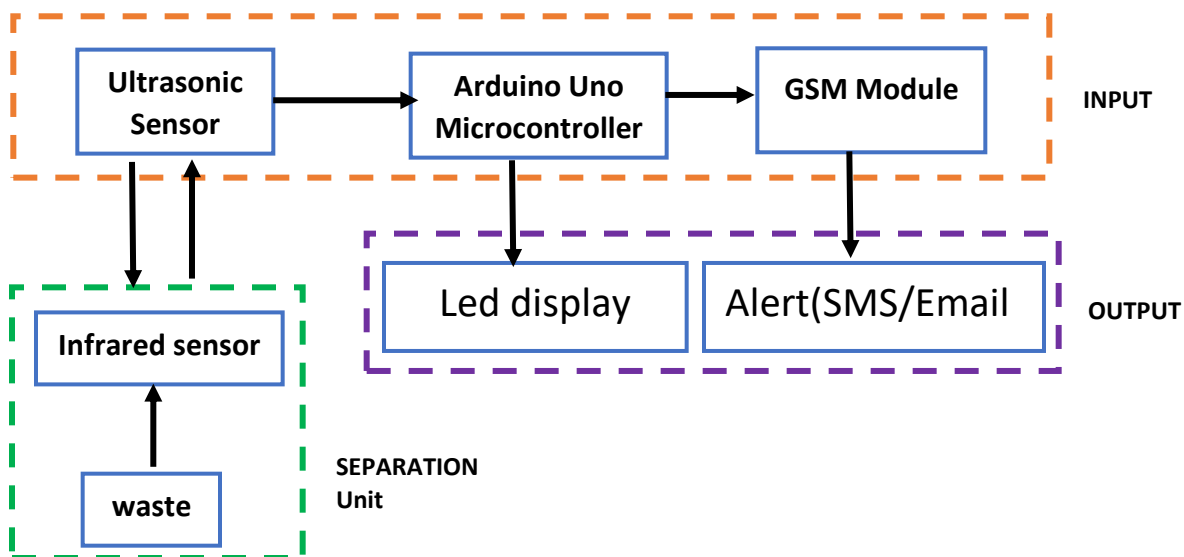 Ultrasonic
Sensor
Arduino Uno
Microcontroller
GSM Module
INPUT
Led display
Alert(SMS/Email
OUTPUT
Infrared sensor
waste
SEPARATION
Unit